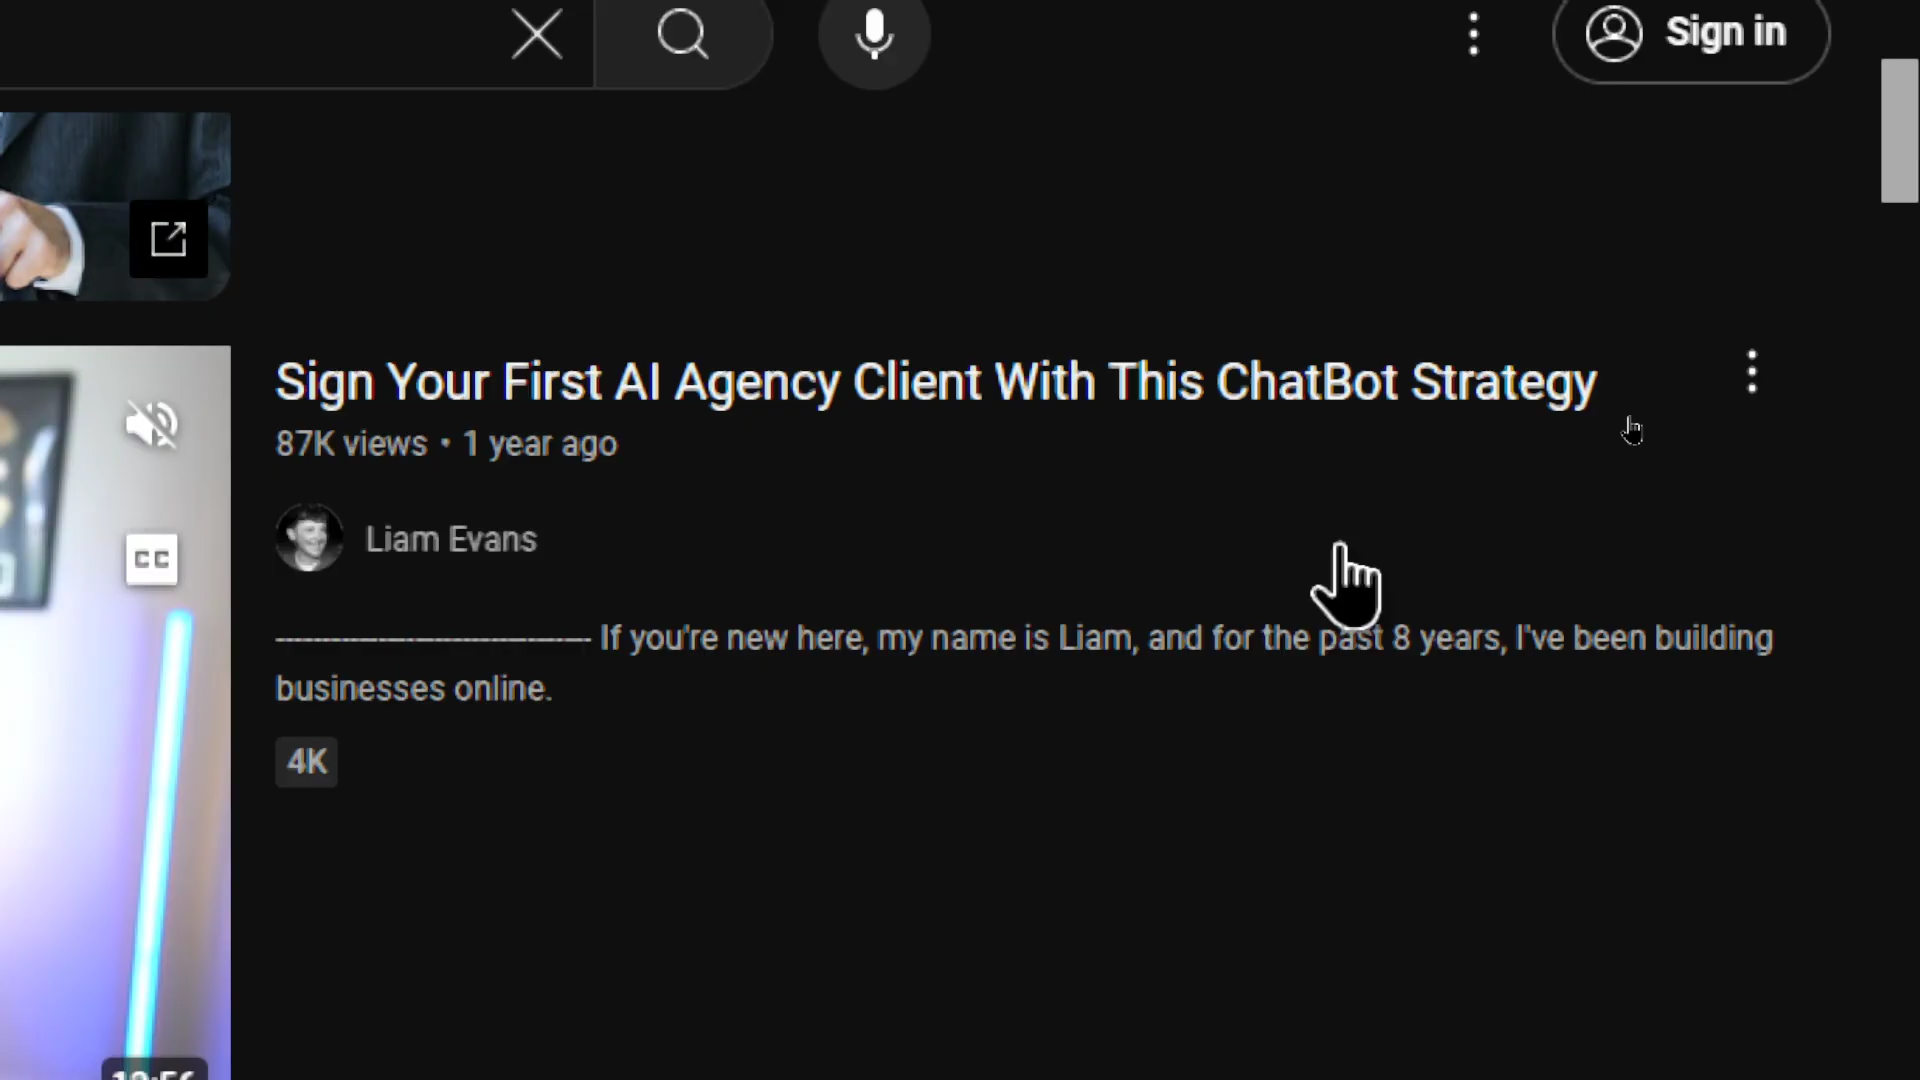 Sign in
Sign Your First AI Agency Client With This ChatBot Strategy
87K views • 1 year ago
CC
Liam Evans
-------------------------------------- If you're new here, my name is Liam, and for the past 8 years, I've been building
businesses online.
4K